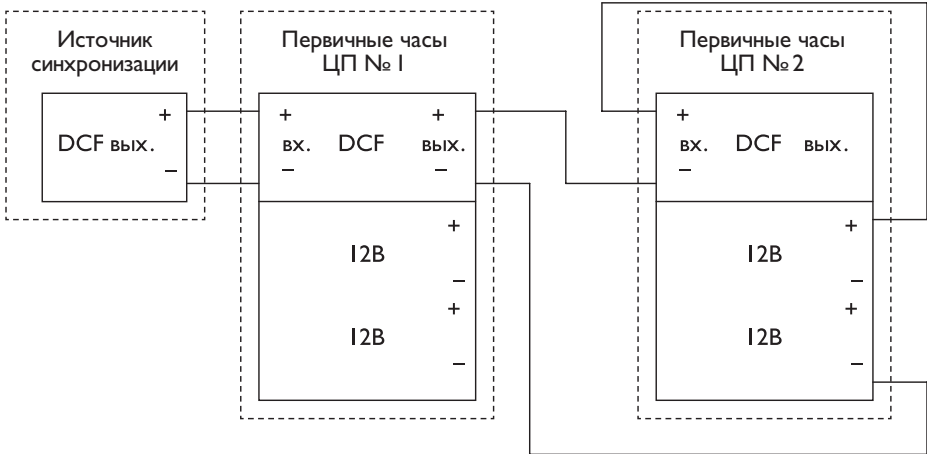 Источник
синхронизации
+
DCF вых.
−
Первичные часы
ЦП № 1
+ +
вх. DCF вых.
− −
+
12В
−
+
12В
−
Первичные часы
ЦП № 2
+
вх. DCF вых.
−
+
12В
−
+
12В
−